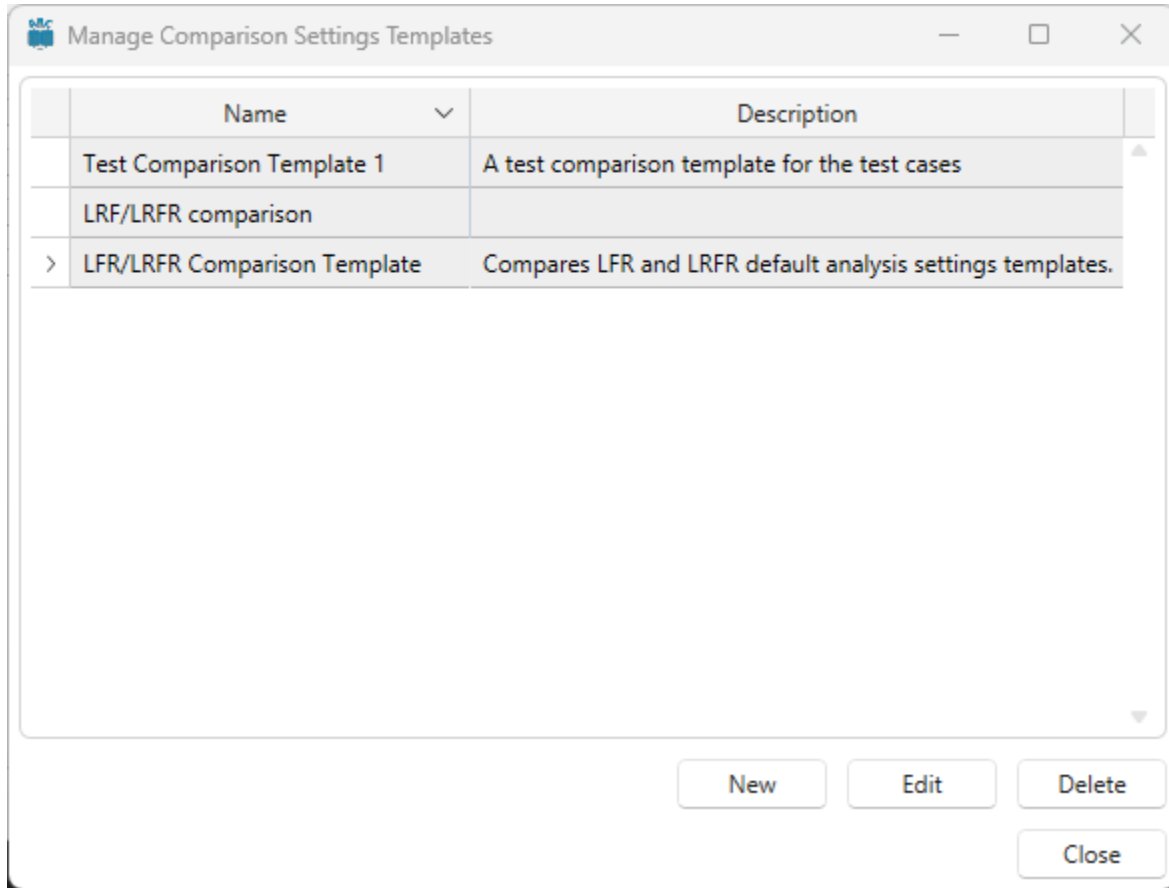 Manage Comparison Settings Templates
Name Description
Test Comparison Template 1 A test comparison template for the test cases
LRF/LRFR comparison
LFR/LRFR Comparison Template Compares LFR and LRFR default analysis settings templates.
New Edit Delete
Close